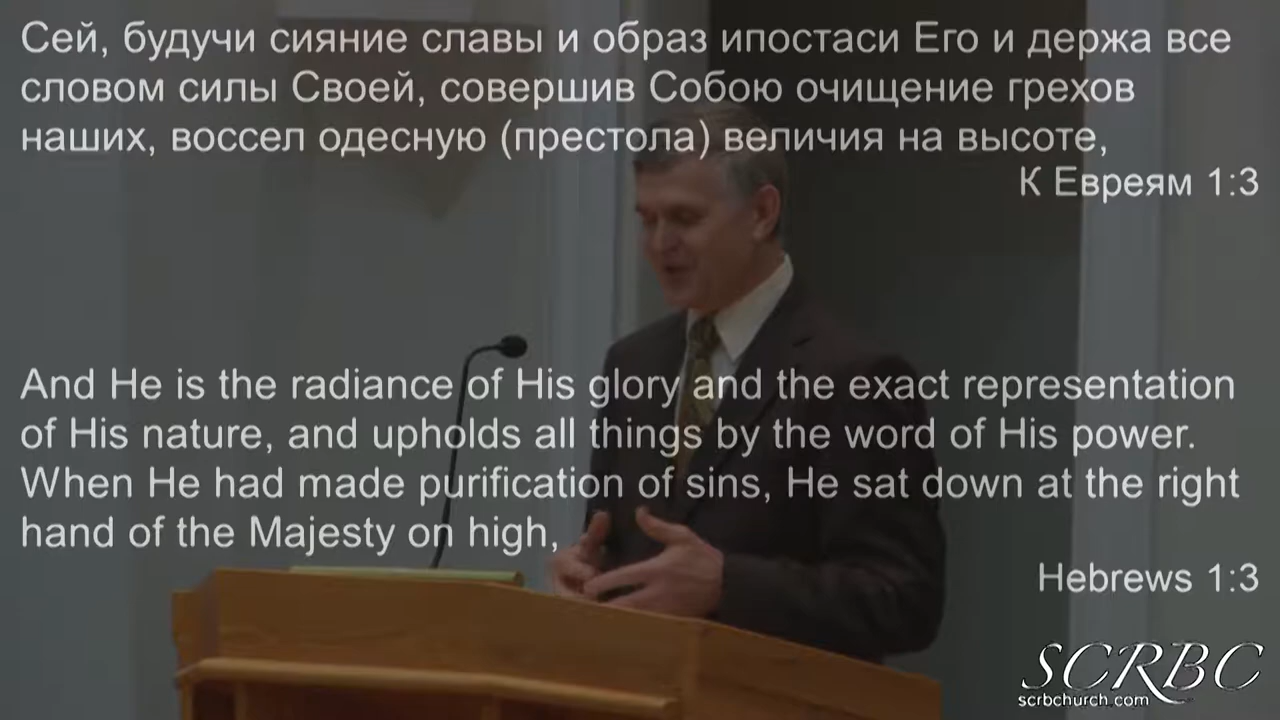 Сей, будучи сияние славы и образ ипостаси Его и держа все
словом силы Своей, совершив Собою очищение грехов
наших, воссел одесную (престола) величия на высоте,
К Евреям 1:3
And He is the radiance of His glory and the exact representation
of His nature, and upholds all things by the word of His power.
When He had made purification of sins, He sat down at the right
hand of the Majesty on high,
Hebrews 1:3
SCRBC
scrbchurch.com